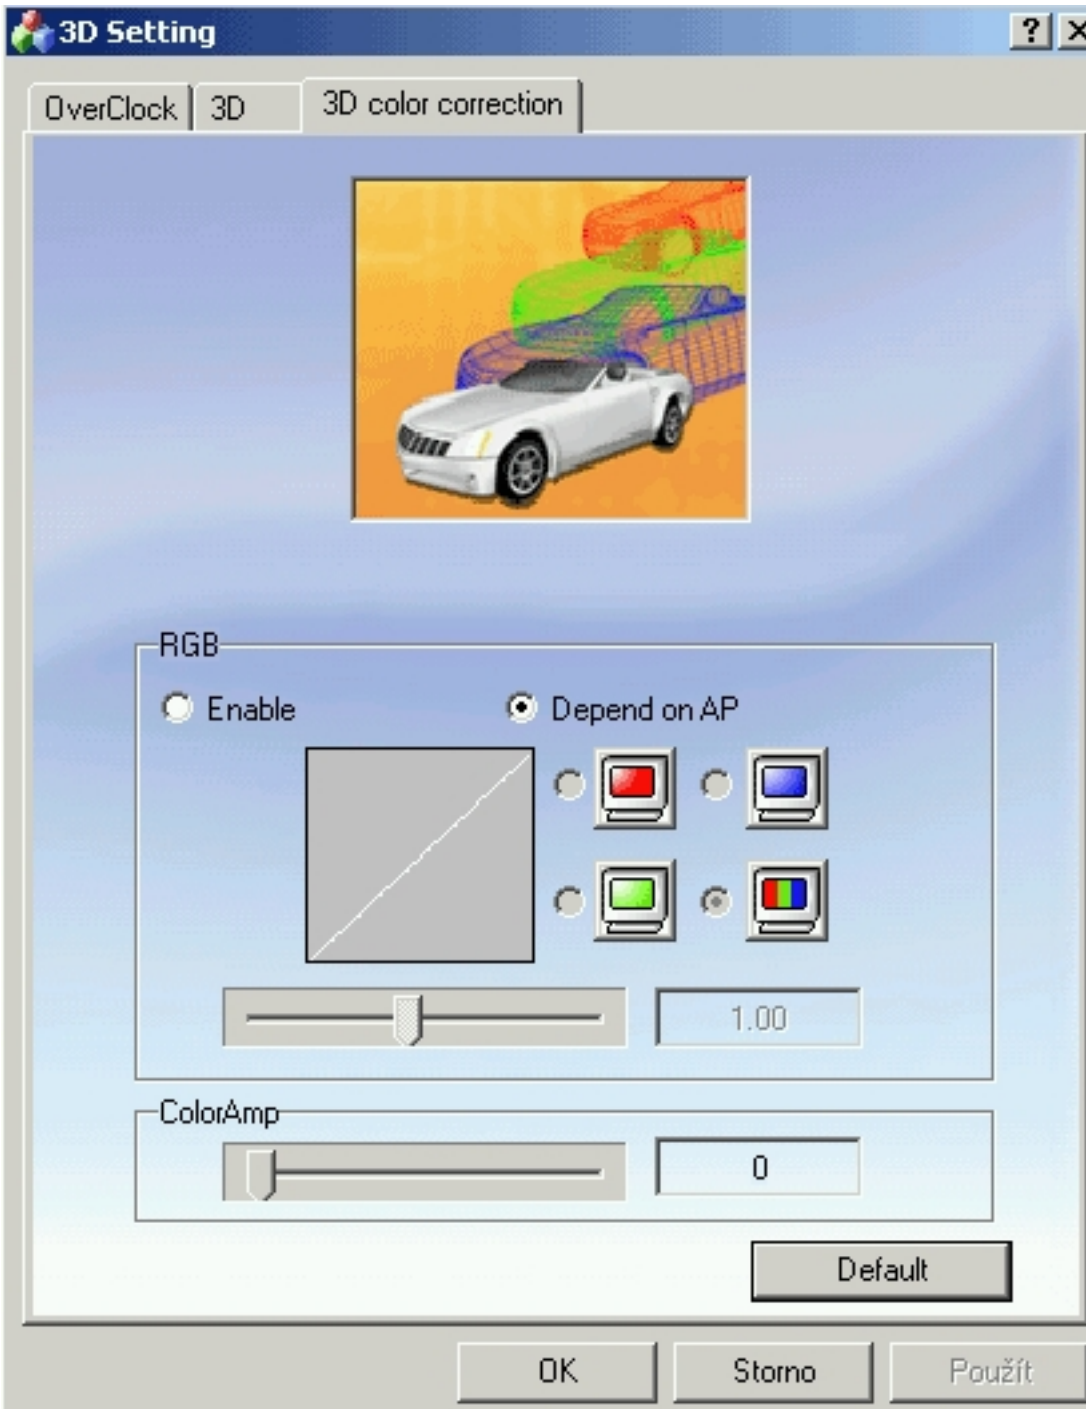 3D Setting
OverClock
3D
3D color correction
RGB
Enable
Depend on AP
1.00
ColorAmp
0
Default
OK
Storno
Použít